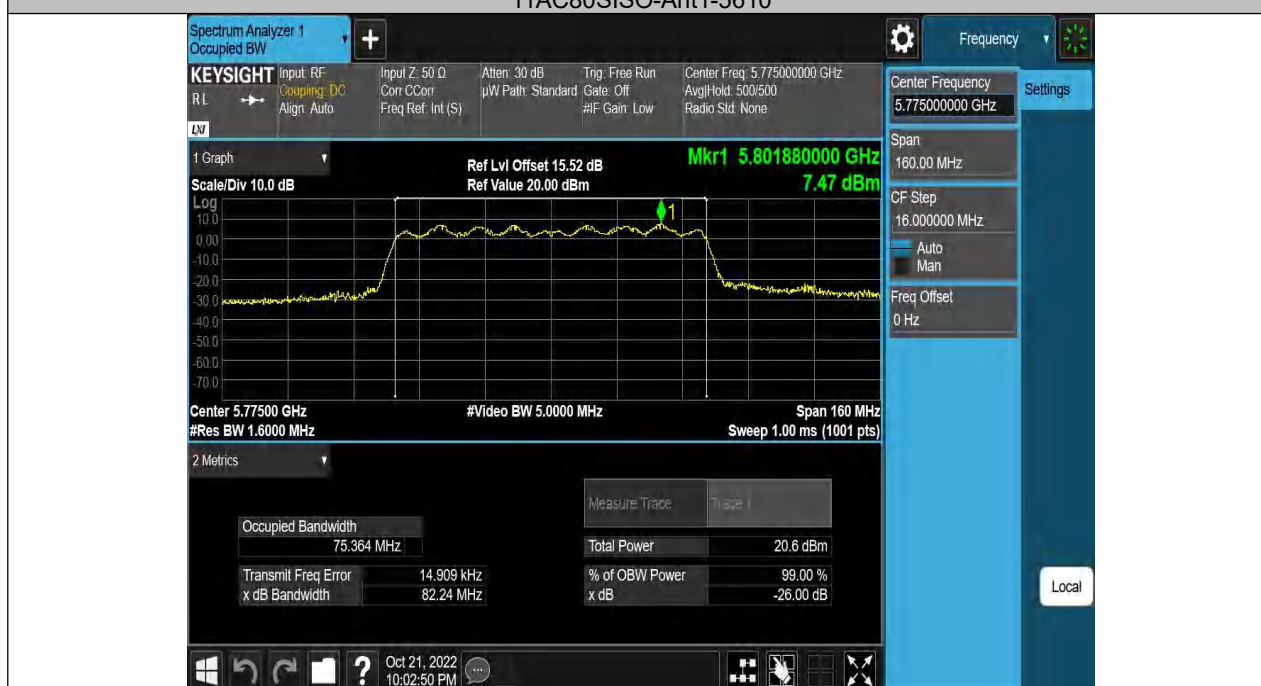 11AC80SISO-Ant1-5610
Spectrum Analyzer 1
Occupied BW
+
Frequency
KEYSIGHT
RL
LXI
Input: RF
Coupling: DC
Align: Auto
Input Z: 50 Ω
Corr CCorr
Freq Ref: Int (S)
Atten: 30 dB
µW Path: Standard
Trig: Free Run
Gate: Off
#IF Gain: Low
Center Freq: 5.775000000 GHz
Avg|Hold: 500/500
Radio Std: None
Center Frequency
5.775000000 GHz
Settings
Span
160.00 MHz
CF Step
16.000000 MHz
Auto
Man
Freq Offset
0 Hz
Local
1 Graph
Scale/Div 10.0 dB
Ref Lvl Offset 15.52 dB
Ref Value 20.00 dBm
Mkr1 5.801880000 GHz
7.47 dBm
Log
10.0
0.00
-10.0
-20.0
-30.0
-40.0
-50.0
-60.0
-70.0
1
Center 5.77500 GHz
#Res BW 1.6000 MHz
#Video BW 5.0000 MHz
Span 160 MHz
Sweep 1.00 ms (1001 pts)
2 Metrics
Measure Trace Trace 1
Occupied Bandwidth
75.364 MHz
Total Power 20.6 dBm
Transmit Freq Error 14.909 kHz
x dB Bandwidth 82.24 MHz
% of OBW Power 99.00 %
x dB -26.00 dB
?
Oct 21, 2022
10:02:50 PM